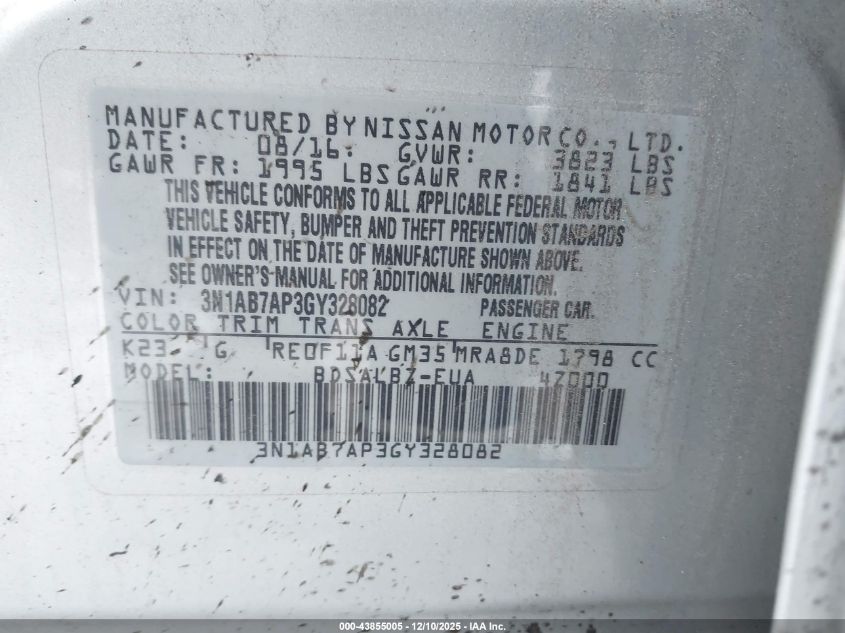 MANUFACTURED BY NISSAN MOTOR CO., LTD.
DATE: 08/16: GVWR: 3823 LBS
GAWR FR: 1995 LBS GAWR RR: 1841 LBS
THIS VEHICLE CONFORMS TO ALL APPLICABLE FEDERAL MOTOR
VEHICLE SAFETY, BUMPER AND THEFT PREVENTION STANDARDS
IN EFFECT ON THE DATE OF MANUFACTURE SHOWN ABOVE.
SEE OWNER'S MANUAL FOR ADDITIONAL INFORMATION.
VIN: 3N1AB7AP3GY328082 PASSENGER CAR.
COLOR TRIM TRANS AXLE ENGINE
K23 G RE0F11A GM35 MRA8DE 1798 CC
MODEL: BDSALBZ-EUA 47000
3N1AB7AP3GY328082
000-43855005 - 12/10/2025 - IAA Inc.